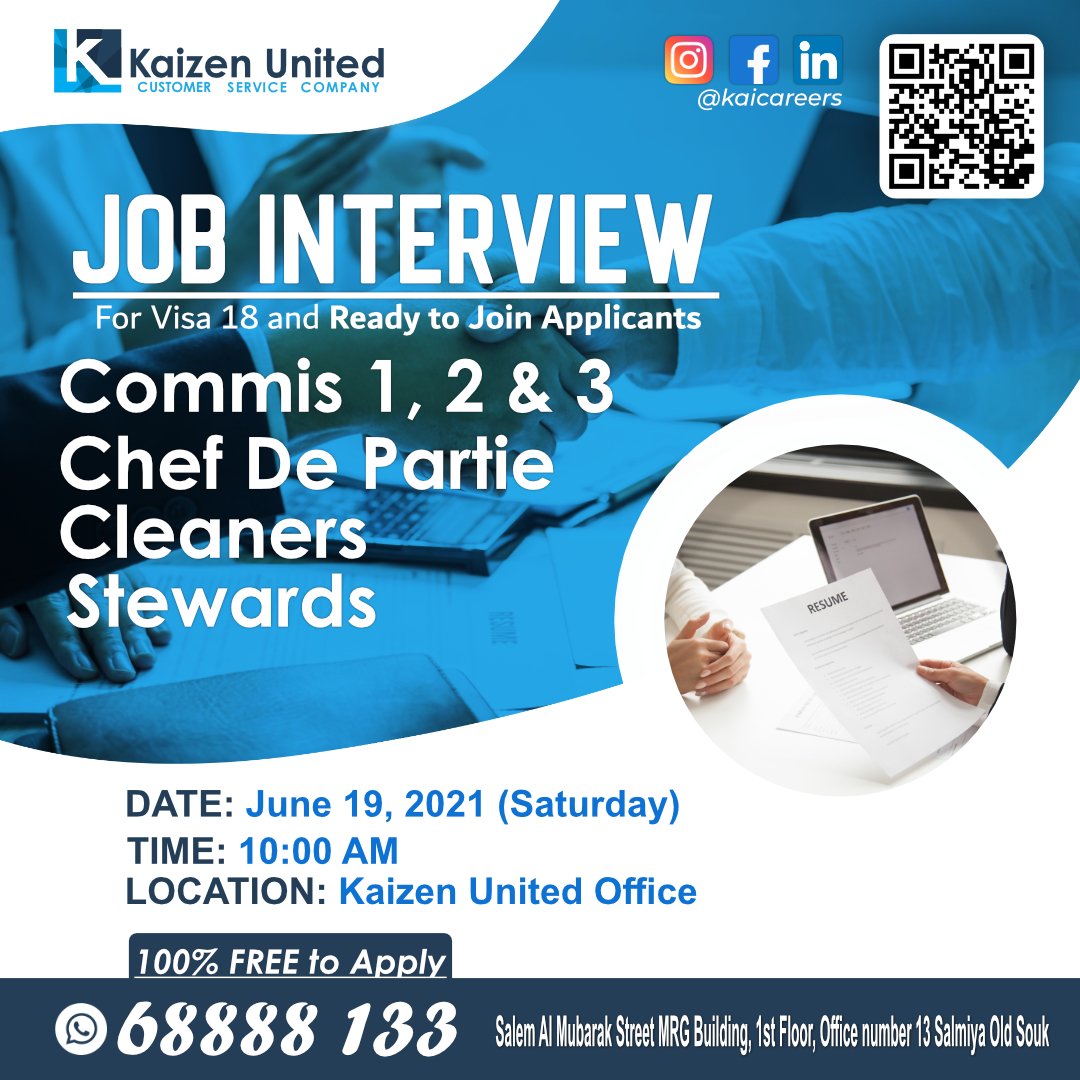 K Kaizen United
CUSTOMER SERVICE COMPANY
@kaicareers
JOB INTERVIEW
For Visa 18 and Ready to Join Applicants
Commis 1, 2 & 3
Chef De Partie
Cleaners
Stewards
RESUME
RESUME
DATE: June 19, 2021 (Saturday)
TIME: 10:00 AM
LOCATION: Kaizen United Office
100% FREE to Apply
68888 133
Salem Al Mubarak Street MRG Building, 1st Floor, Office number 13 Salmiya Old Souk